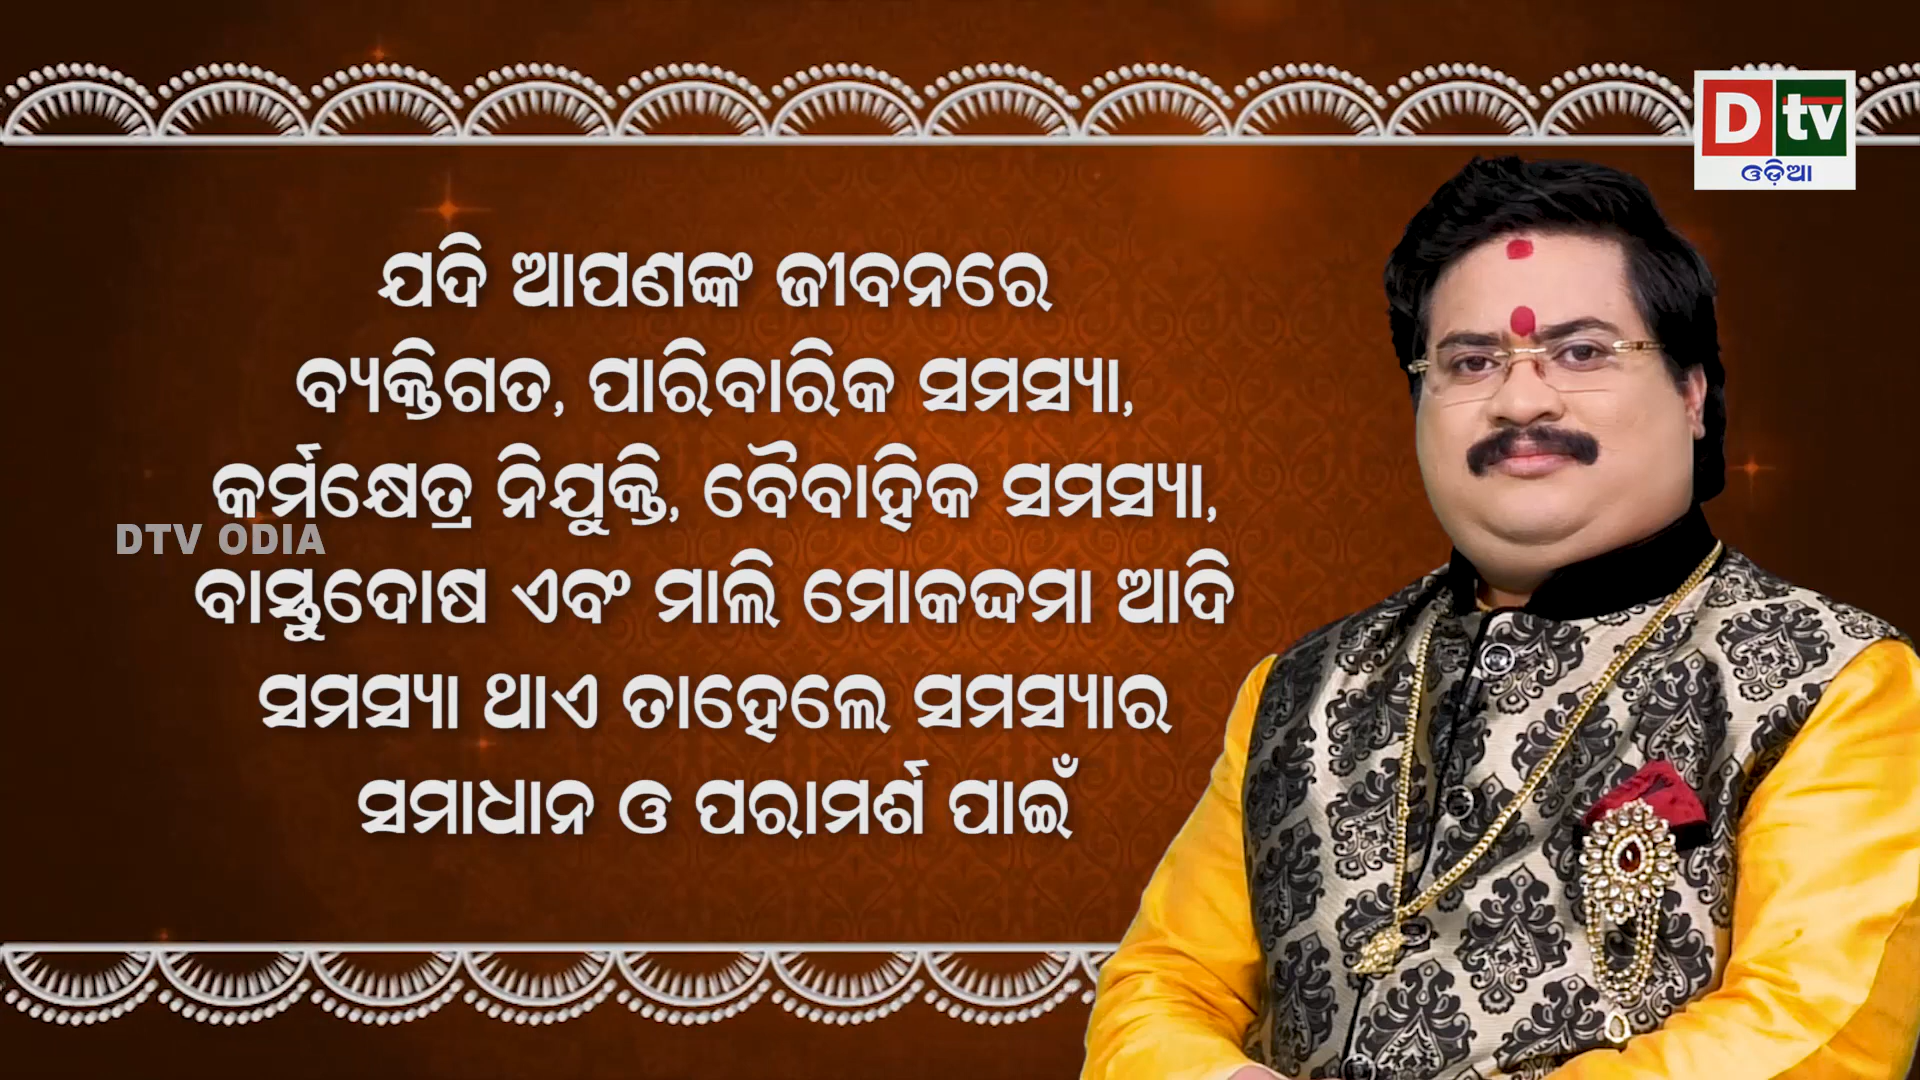 D tv
ଓଡ଼ିଆ
ଯଦି ଆପଣଙ୍କ ଜୀବନରେ
ବ୍ୟକ୍ତିଗତ, ପାରିବାରିକ ସମସ୍ୟା,
କର୍ମକ୍ଷେତ୍ର ନିଯୁକ୍ତି, ବୈବାହିକ ସମସ୍ୟା,
DTV ODIA
ବାସ୍ତୁଦୋଷ ଏବଂ ମାଲି ମୋକଦ୍ଦମା ଆଦି
ସମସ୍ୟା ଥାଏ ତାହେଲେ ସମସ୍ୟାର
ସମାଧାନ ଓ ପରାମର୍ଶ ପାଇଁ